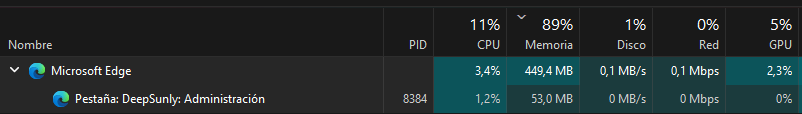 11% 89% 1% 0% 5%
Nombre PID CPU Memoria Disco Red GPU
Microsoft Edge 3,4% 449,4 MB 0,1 MB/s 0,1 Mbps 2,3%
Pestaña: DeepSunly: Administración 8384 1,2% 53,0 MB 0 MB/s 0 Mbps 0%